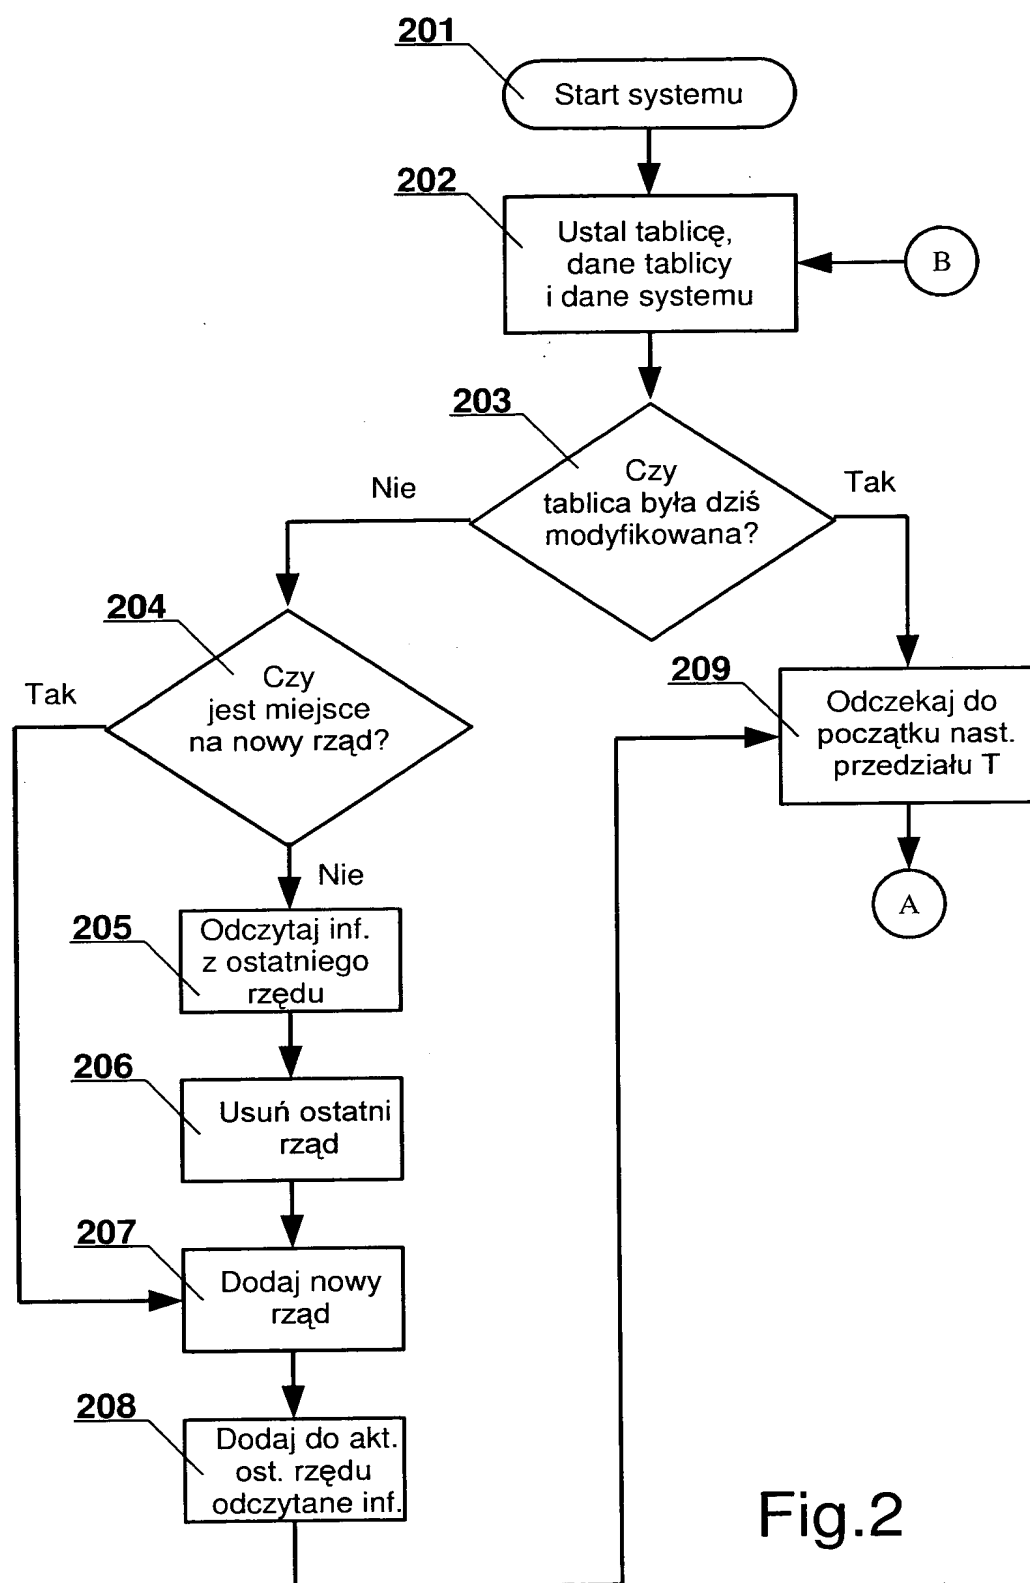 201
Start systemu
202
Ustal tablicę,
dane tablicy
i dane systemu
B
203
Czy
tablica była dziś
modyfikowana?
Nie
Tak
204
Czy
jest miejsce
na nowy rząd?
Tak
Nie
209
Odczekaj do
początku nast.
przedziału T
A
205
Odczytaj inf.
z ostatniego
rzędu
206
Usuń ostatni
rząd
207
Dodaj nowy
rząd
208
Dodaj do akt.
ost. rzędu
odczytane inf.
Fig.2